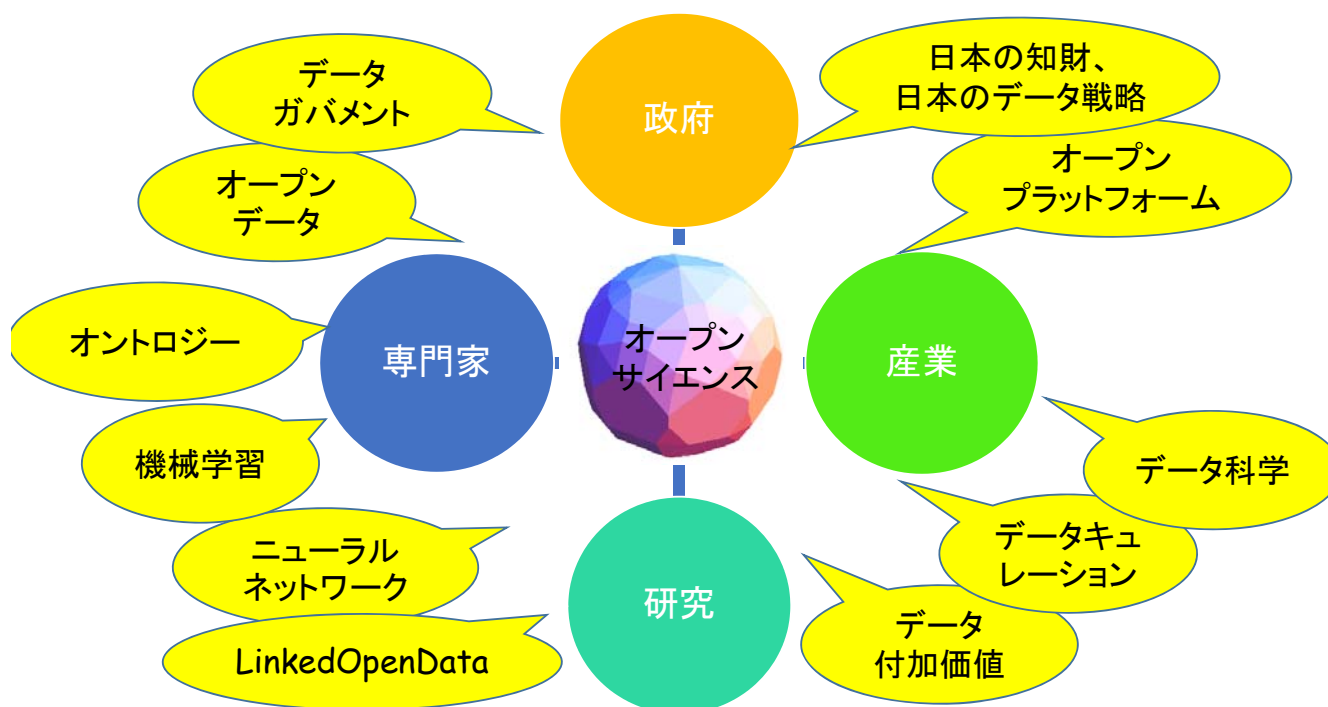 データ
ガバメント
政府
日本の知財、
日本のデータ戦略
オープン
データ
オープン
プラットフォーム
オントロジー
専門家
オープン
サイエンス
産業
機械学習
データ科学
ニューラル
ネットワーク
データキュ
レーション
研究
LinkedOpenData
データ
付加価値